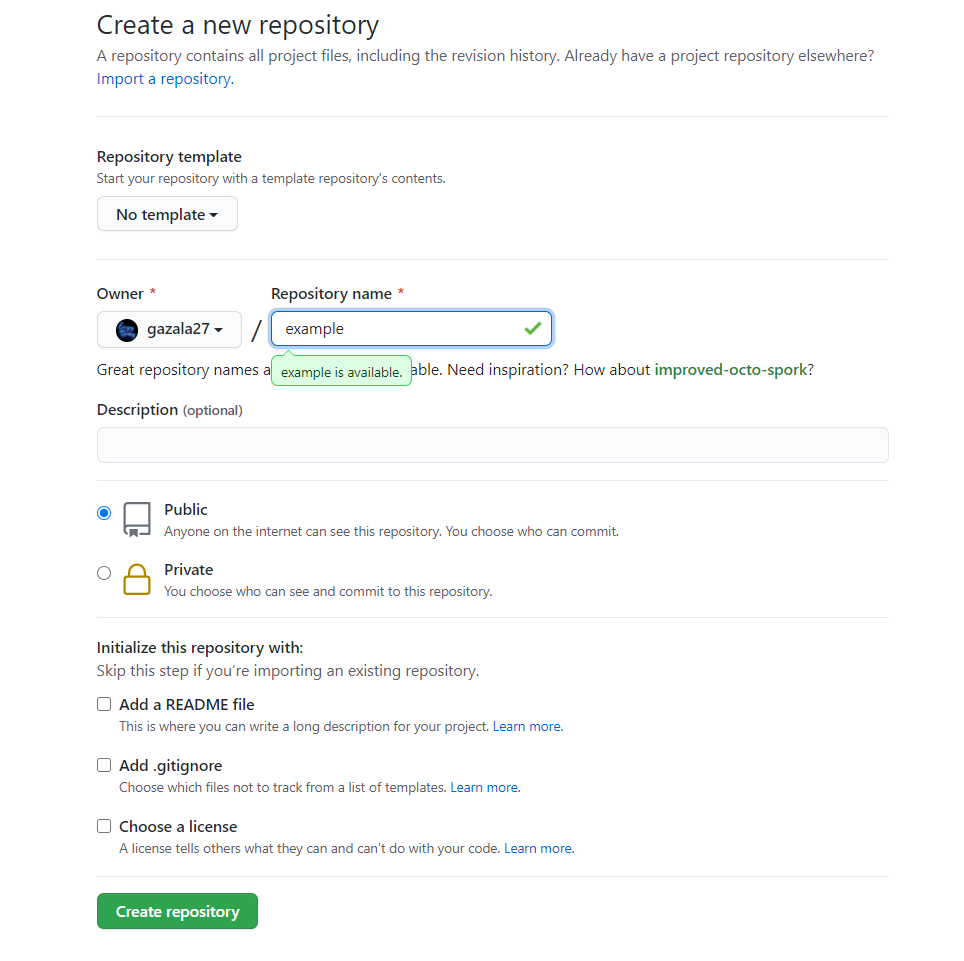 Create a new repository
A repository contains all project files, including the revision history. Already have a project repository elsewhere?
Import a repository.
Repository template
Start your repository with a template repository's contents.
No template
Owner *
Repository name *
gazala27
/
example
Great repository names a
example is available.
able. Need inspiration? How about improved-octo-spork?
Description (optional)
Public
Anyone on the internet can see this repository. You choose who can commit.
Private
You choose who can see and commit to this repository.
Initialize this repository with:
Skip this step if you’re importing an existing repository.
Add a README file
This is where you can write a long description for your project. Learn more.
Add .gitignore
Choose which files not to track from a list of templates. Learn more.
Choose a license
A license tells others what they can and can't do with your code. Learn more.
Create repository